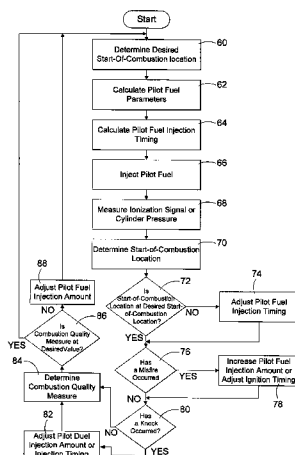 Start
Determine Desired
Start-Of-Combustion location
60
Calculate Pilot Fuel
Parameters
62
Calculate Pilot Fuel Injection
Timing
64
Inject Pilot Fuel
66
Measure Ionization Signal or
Cylinder Pressure
68
Determine Start-of-Combustion
Location
70
72
Is
Start-of-Combustion
Location at Desired Start
of-Combustion
Location?
NO
YES
74
Adjust Pilot Fuel
Injection Timing
88
Adjust Pilot Fuel
Injection Amount
NO
86
Is
Combustion Quality
Measure at
DesiredValue?
YES
76
Has
a Misfire
Occurred
YES
NO
Increase Pilot Fuel
Injection Amount or
Adjust Ignition Timing
78
84
Determine
Combustion Quality
Measure
80
Has
a Knock
Occurred?
NO
YES
82
Adjust Pilot Duel
Injection Amount or
Injection Timing